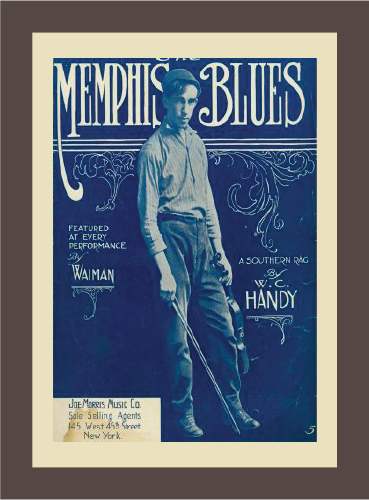 THE
MEMPHIS BLUES
FEATURED
AT EVERY
PERFORMANCE
By
WAIMAN
A SOUTHERN RAG
By
W. C.
HANDY
Joe Morris Music Co.
Sole Selling Agents
145 West 45th Street
New York.
5